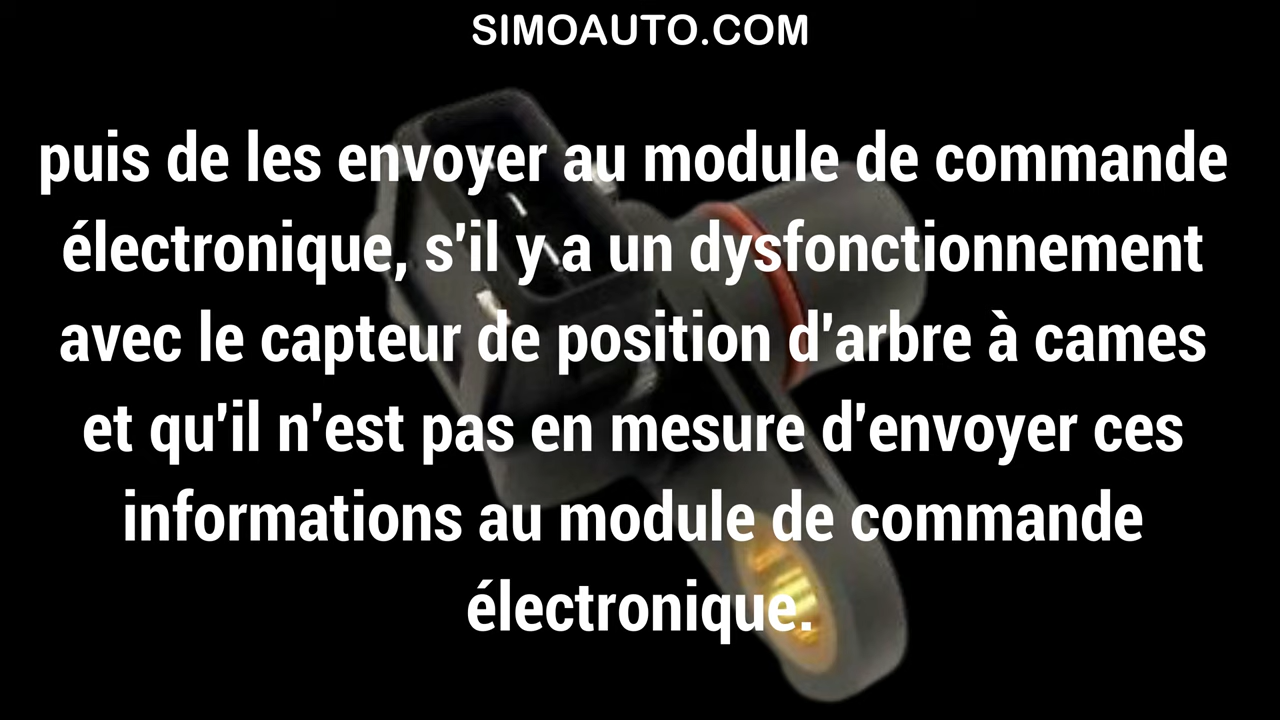 SIMOAUTO.COM
puis de les envoyer au module de commande
électronique, s'il y a un dysfonctionnement
avec le capteur de position d'arbre à cames
et qu'il n'est pas en mesure d'envoyer ces
informations au module de commande
électronique.